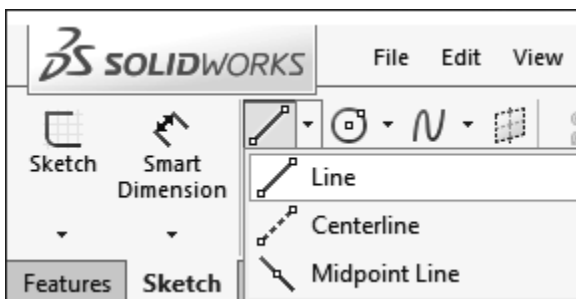 SOLIDWORKS File Edit View
Sketch
Smart
Dimension
Line
Centerline
Midpoint Line
Features Sketch